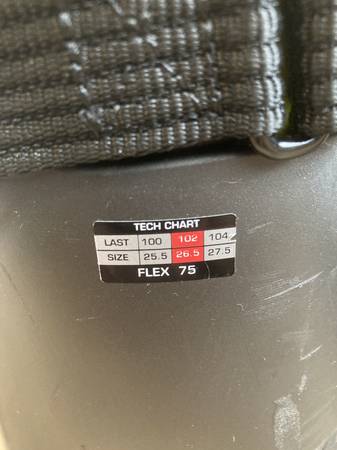 TECH CHART
LAST 100 102 104
SIZE 25.5 26.5 27.5
FLEX 75